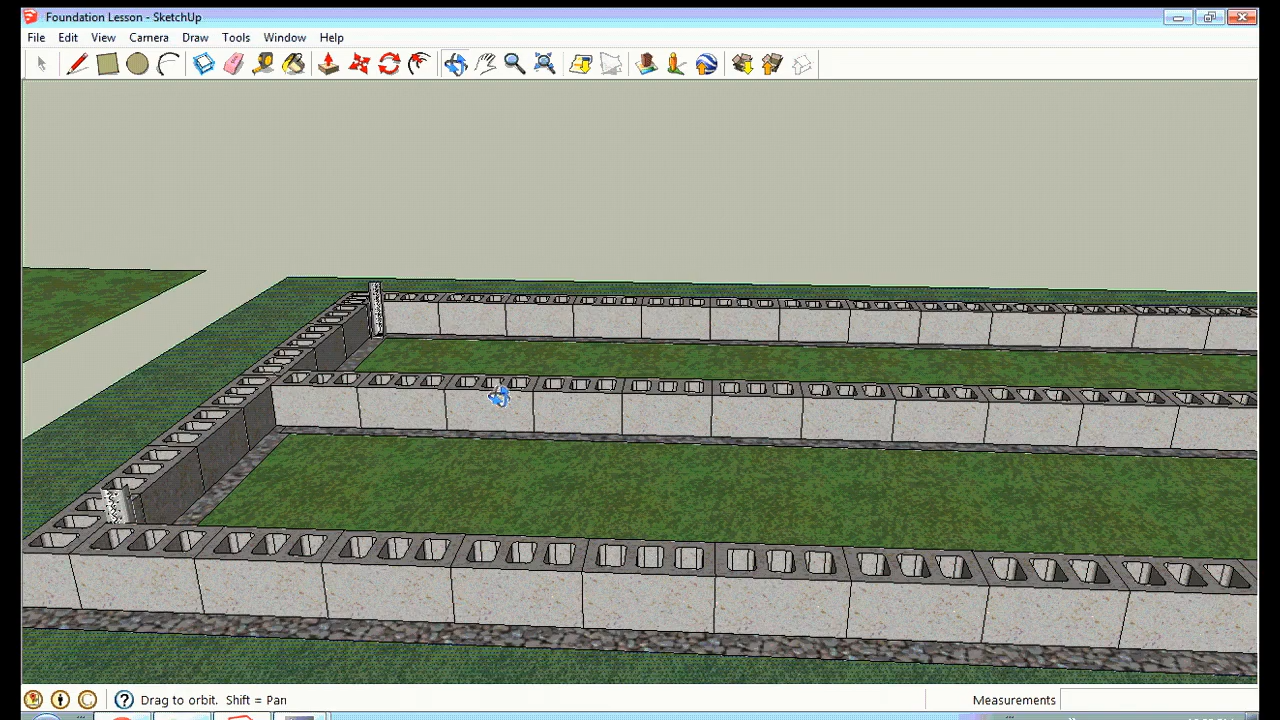 Foundation Lesson - SketchUp
File Edit View Camera Draw Tools Window Help
Drag to orbit. Shift = Pan
Measurements